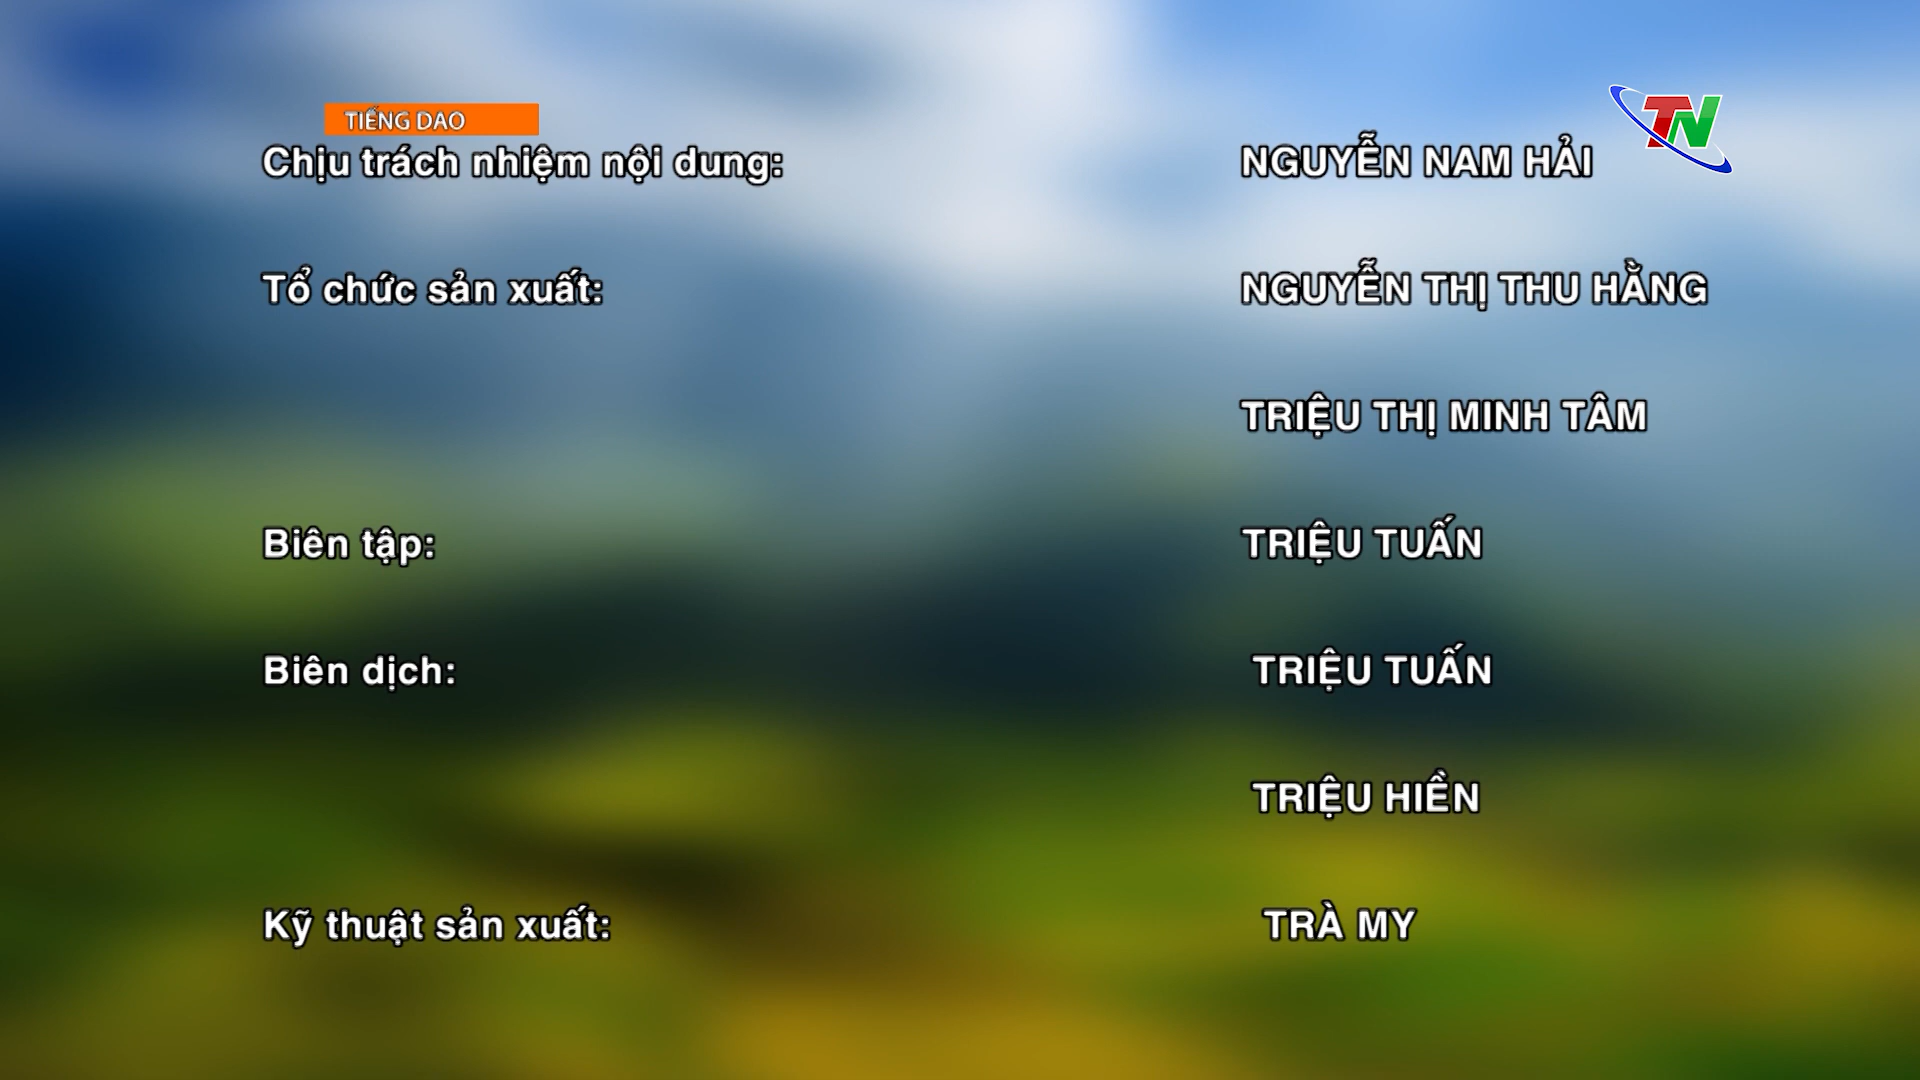 TIẾNG DAO
TN
Chịu trách nhiệm nội dung: NGUYỄN NAM HẢI
Tổ chức sản xuất: NGUYỄN THỊ THU HẰNG
TRIỆU THỊ MINH TÂM
Biên tập: TRIỆU TUẤN
Biên dịch: TRIỆU TUẤN
TRIỆU HIỀN
Kỹ thuật sản xuất: TRÀ MY